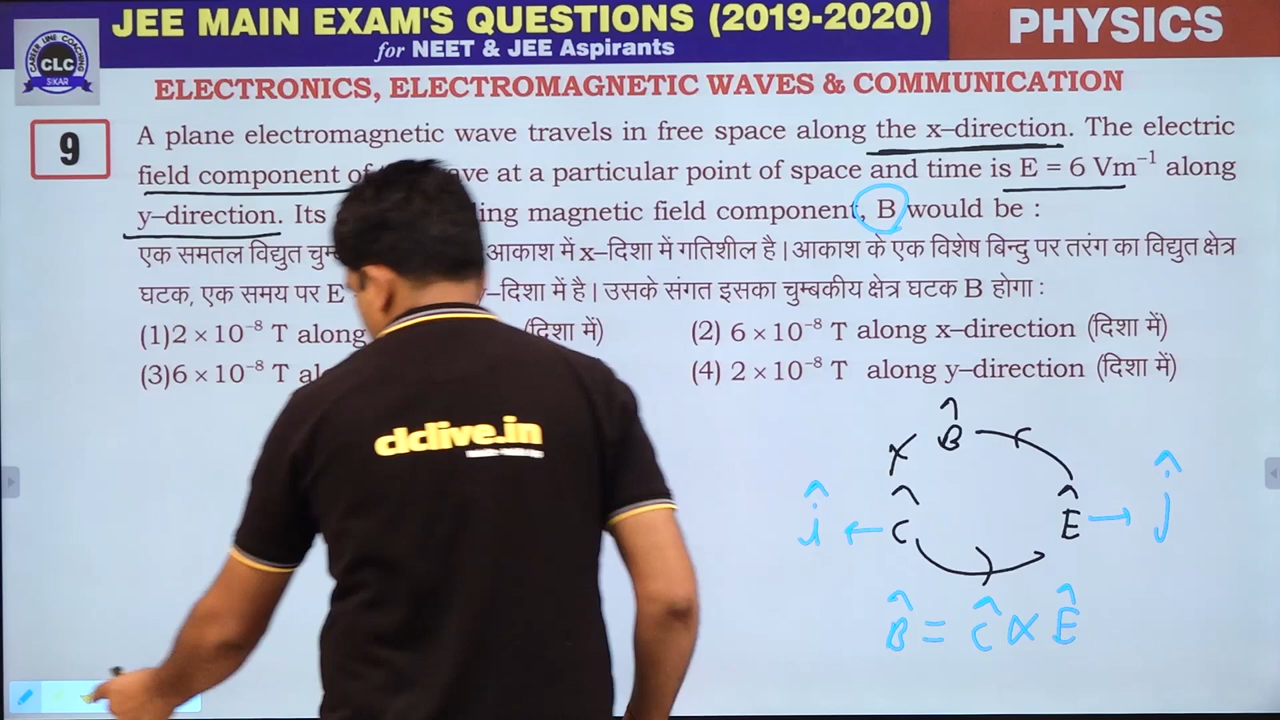 JEE MAIN EXAM'S QUESTIONS (2019-2020)
for NEET & JEE Aspirants
PHYSICS
CAREER LINE COACHING
CLC
SIKAR
ELECTRONICS, ELECTROMAGNETIC WAVES & COMMUNICATION
9
A plane electromagnetic wave travels in free space along the x–direction. The electric
field component of ave at a particular point of space and time is E = 6 Vm⁻¹ along
y–direction. Its ling magnetic field component, B would be :
एक समतल विद्युत चुम्ब आकाश में x–दिशा में गतिशील है। आकाश के एक विशेष बिन्दु पर तरंग का विद्युत क्षेत्र
घटक, एक समय पर E y–दिशा में है। उसके संगत इसका चुम्बकीय क्षेत्र घटक B होगा :
(1)2 × 10⁻⁸ T along (दिशा में) (2) 6 × 10⁻⁸ T along x–direction (दिशा में)
(3)6 × 10⁻⁸ T al (4) 2 × 10⁻⁸ T along y–direction (दिशा में)
clclive.in
B̂
î ← Ĉ Ê → ĵ
B̂ = Ĉ × Ê